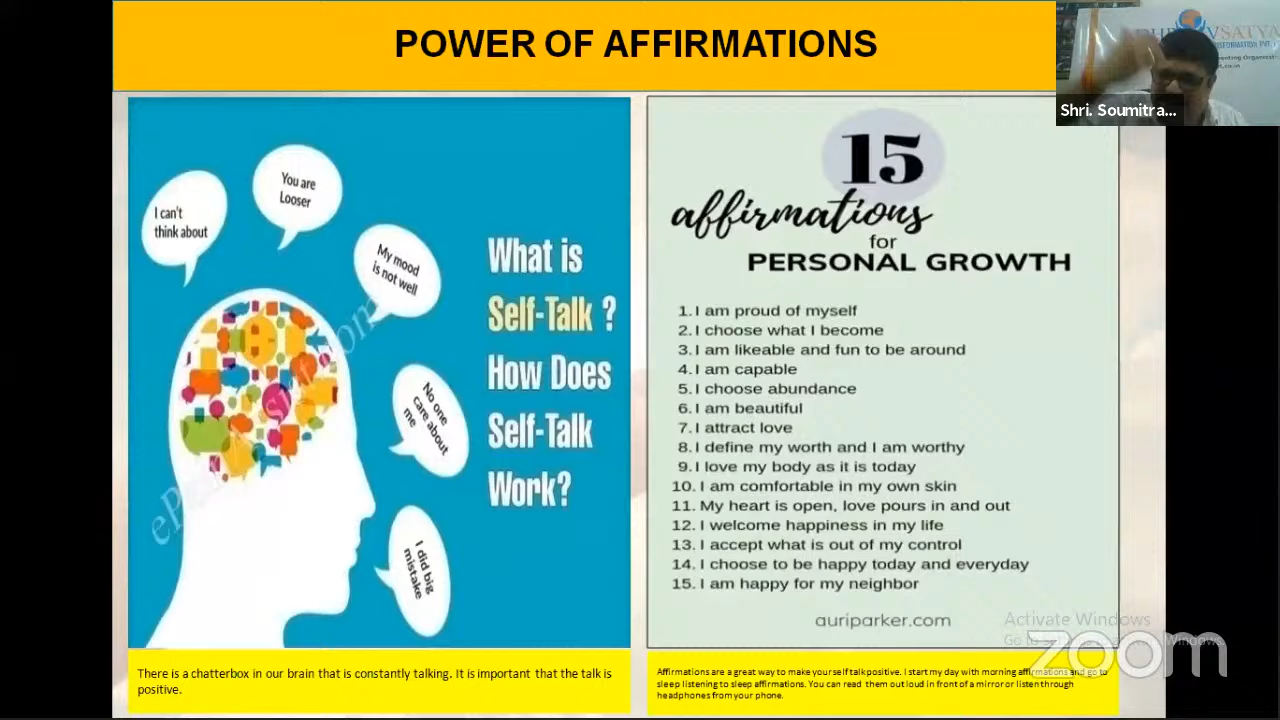 POWER OF AFFIRMATIONS
VSATYA
Shri. Soumitra...
I can't
think about
You are
Looser
My mood
is not well
No one
care about
me
I did big
mistake
What is
Self-Talk ?
How Does
Self-Talk
Work?
15
affirmations
for
PERSONAL GROWTH
1. I am proud of myself
2. I choose what I become
3. I am likeable and fun to be around
4. I am capable
5. I choose abundance
6. I am beautiful
7. I attract love
8. I define my worth and I am worthy
9. I love my body as it is today
10. I am comfortable in my own skin
11. My heart is open, love pours in and out
12. I welcome happiness in my life
13. I accept what is out of my control
14. I choose to be happy today and everyday
15. I am happy for my neighbor
auriparker.com
Activate Windows
Go to Windows.
zoom
There is a chatterbox in our brain that is constantly talking. It is important that the talk is
positive.
Affirmations are a great way to make your self talk positive. I start my day with morning affirmations and go to
sleep listening to sleep affirmations. You can read them out loud in front of a mirror or listen through
headphones from your phone.